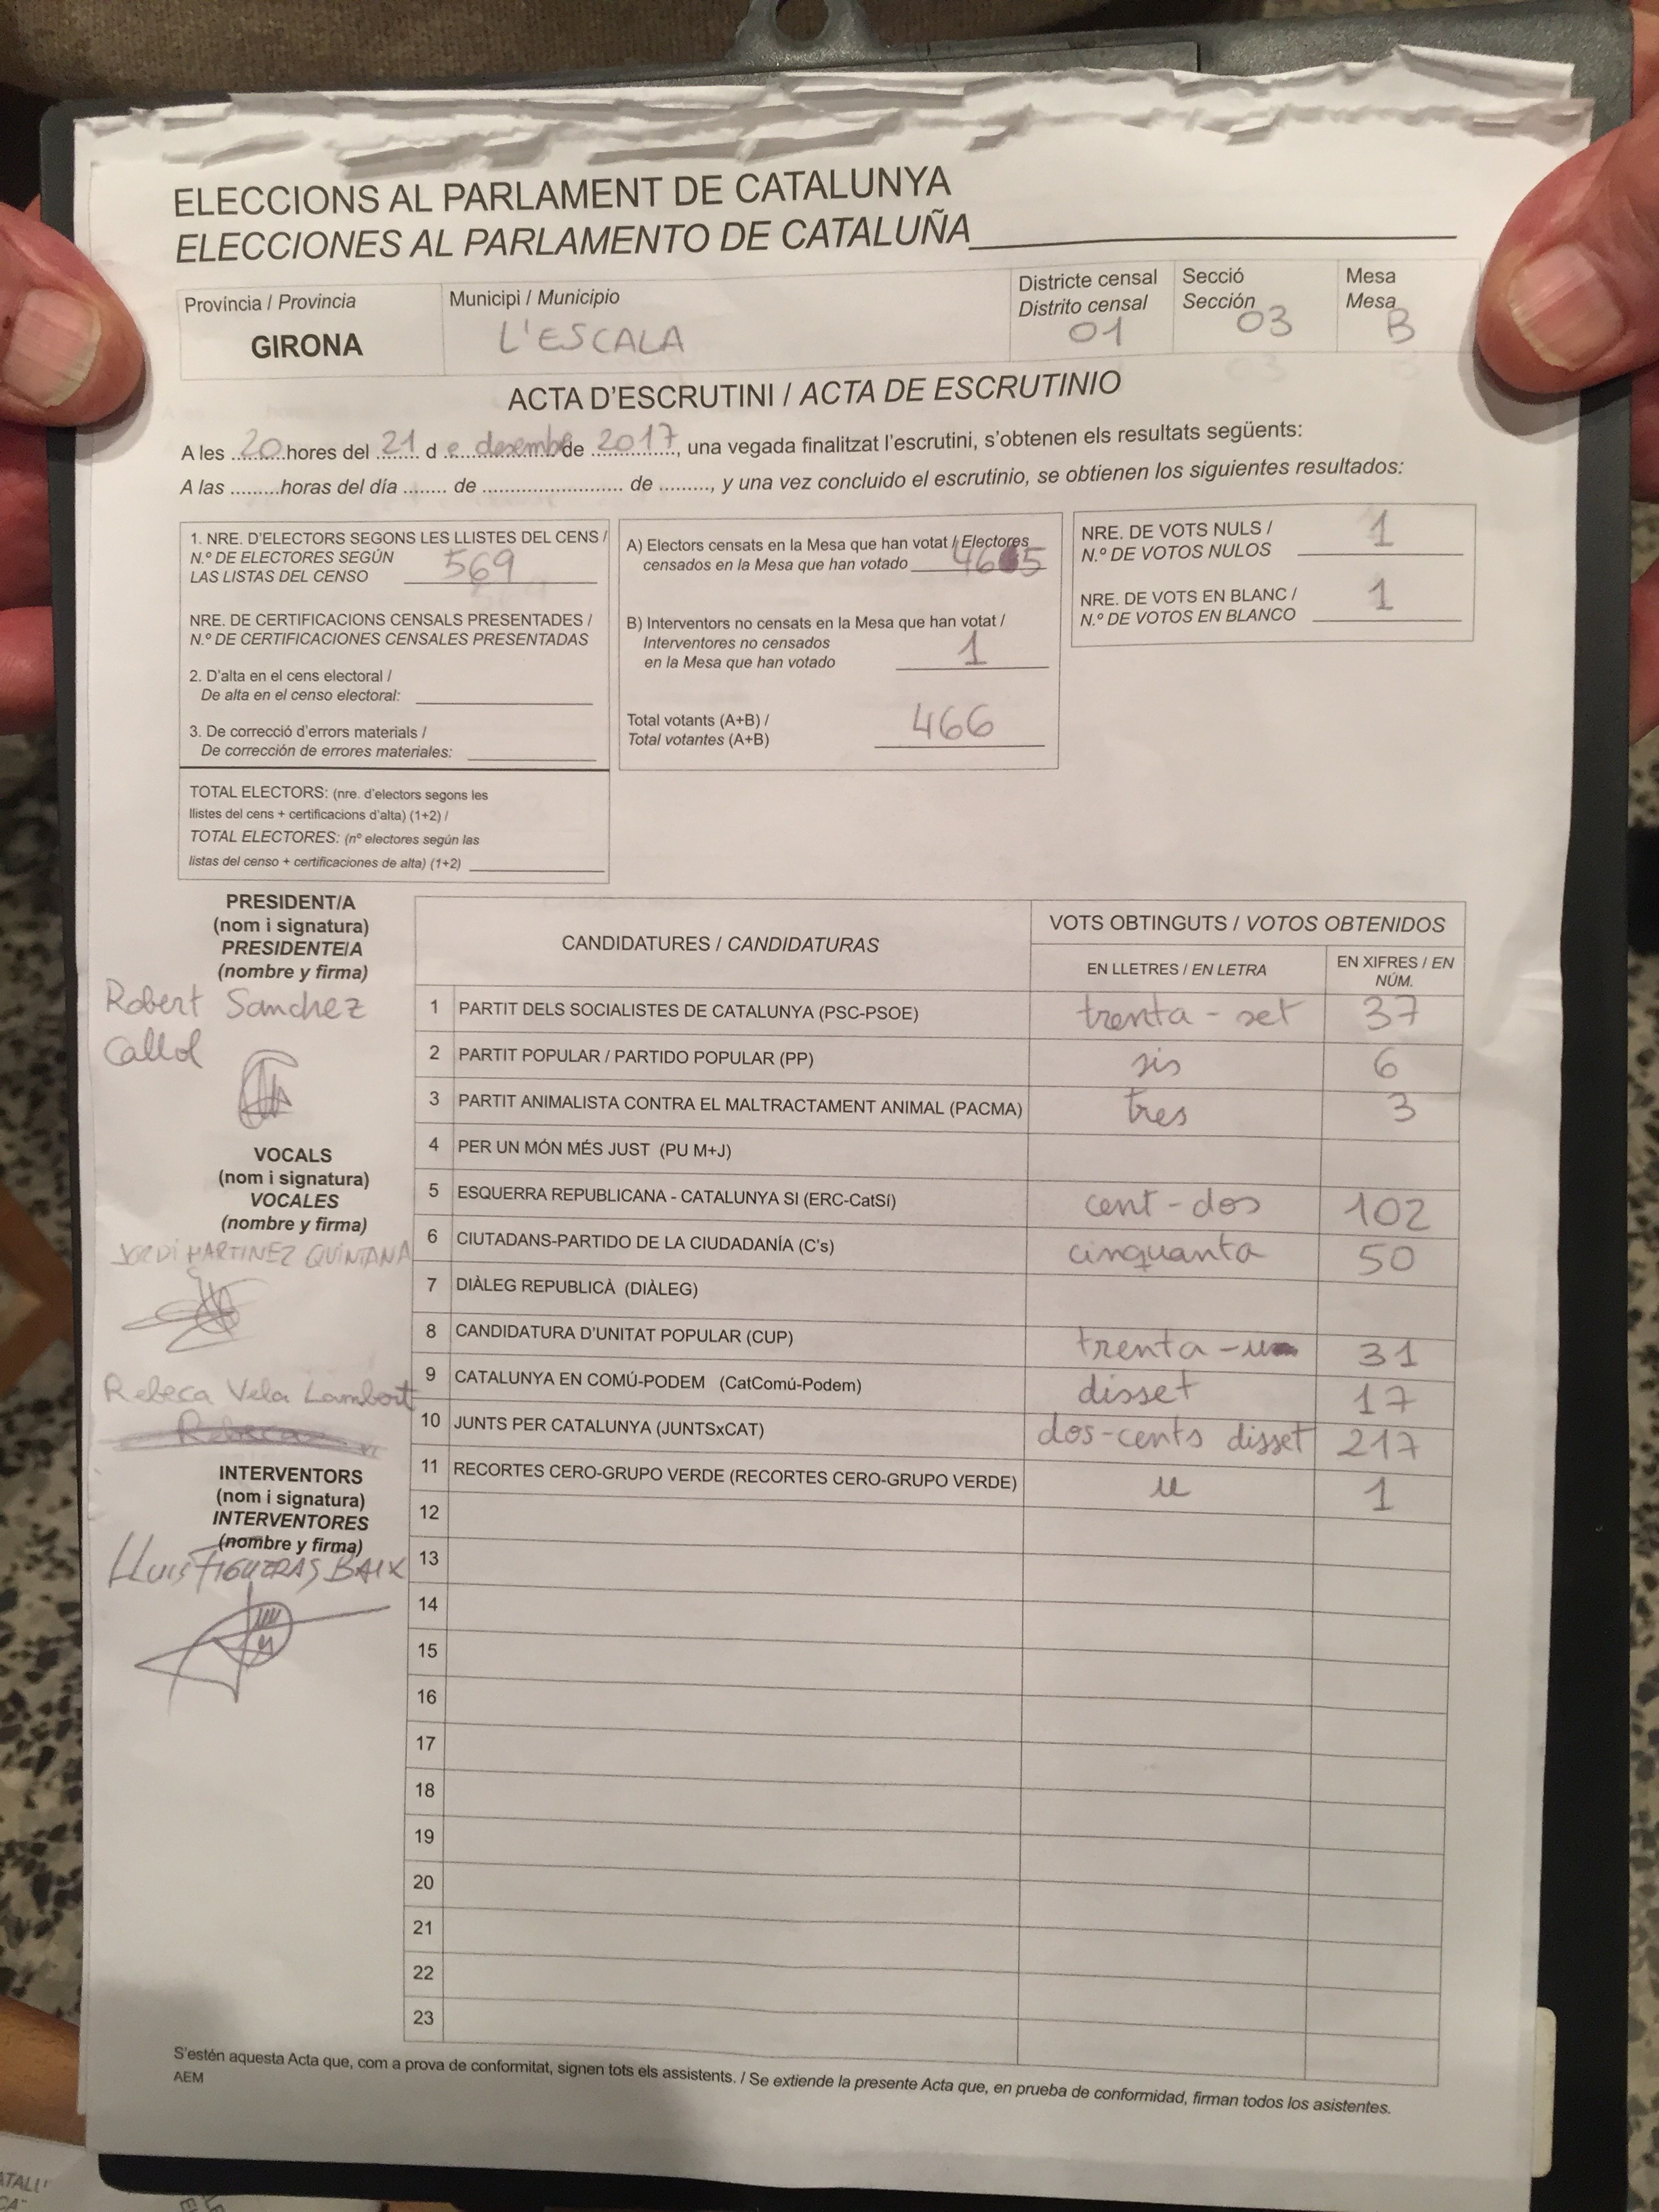 ELECCIONS AL PARLAMENT DE CATALUNYA
ELECCIONES AL PARLAMENTO DE CATALUÑA
Província / Provincia
GIRONA
Municipi / Municipio
L'ESCALA
Districte censal
Distrito censal
01
Secció
Sección
03
Mesa
Mesa
B
ACTA D'ESCRUTINI / ACTA DE ESCRUTINIO
A les ...20.hores del ...21. d e desembre de 2017, una vegada finalitzat l'escrutini, s'obtenen els resultats següents:
A las .........horas del día ........ de ........................ de ........, y una vez concluido el escrutinio, se obtienen los siguientes resultados:
1. NRE. D'ELECTORS SEGONS LES LLISTES DEL CENS /
N.º DE ELECTORES SEGÚN
LAS LISTAS DEL CENSO 569
NRE. DE CERTIFICACIONS CENSALS PRESENTADES /
N.º DE CERTIFICACIONES CENSALES PRESENTADAS
2. D'alta en el cens electoral /
De alta en el censo electoral:
3. De correcció d'errors materials /
De corrección de errores materiales:
TOTAL ELECTORS: (nre. d'electors segons les
llistes del cens + certificacions d'alta) (1+2) /
TOTAL ELECTORES: (nº electores según las
listas del censo + certificaciones de alta) (1+2)
A) Electors censats en la Mesa que han votat / Electores
censados en la Mesa que han votado 465
B) Interventors no censats en la Mesa que han votat /
Interventores no censados
en la Mesa que han votado 1
Total votants (A+B) /
Total votantes (A+B) 466
NRE. DE VOTS NULS /
N.º DE VOTOS NULOS 1
NRE. DE VOTS EN BLANC /
N.º DE VOTOS EN BLANCO 1
PRESIDENT/A
(nom i signatura)
PRESIDENTE/A
(nombre y firma)
Robert Sanchez
Callol
VOCALS
(nom i signatura)
VOCALES
(nombre y firma)
JORDI MARTINEZ QUINTANA
Rebeca Vela Lambort
INTERVENTORS
(nom i signatura)
INTERVENTORES
(nombre y firma)
LLUIS FIGUERAS BAIX
CANDIDATURES / CANDIDATURAS
VOTS OBTINGUTS / VOTOS OBTENIDOS
EN LLETRES / EN LETRA
EN XIFRES / EN NÚM.
1 PARTIT DELS SOCIALISTES DE CATALUNYA (PSC-PSOE) trenta-set 37
2 PARTIT POPULAR / PARTIDO POPULAR (PP) sis 6
3 PARTIT ANIMALISTA CONTRA EL MALTRACTAMENT ANIMAL (PACMA) tres 3
4 PER UN MÓN MÉS JUST (PU M+J)
5 ESQUERRA REPUBLICANA - CATALUNYA SI (ERC-CatSí) cent-dos 102
6 CIUTADANS-PARTIDO DE LA CIUDADANÍA (C's) cinquanta 50
7 DIÀLEG REPUBLICÀ (DIÀLEG)
8 CANDIDATURA D'UNITAT POPULAR (CUP) trenta-u 31
9 CATALUNYA EN COMÚ-PODEM (CatComú-Podem) disset 17
10 JUNTS PER CATALUNYA (JUNTSxCAT) dos-cents disset 217
11 RECORTES CERO-GRUPO VERDE (RECORTES CERO-GRUPO VERDE) u 1
12
13
14
15
16
17
18
19
20
21
22
23
S'estén aquesta Acta que, com a prova de conformitat, signen tots els assistents. / Se extiende la presente Acta que, en prueba de conformidad, firman todos los asistentes.
AEM